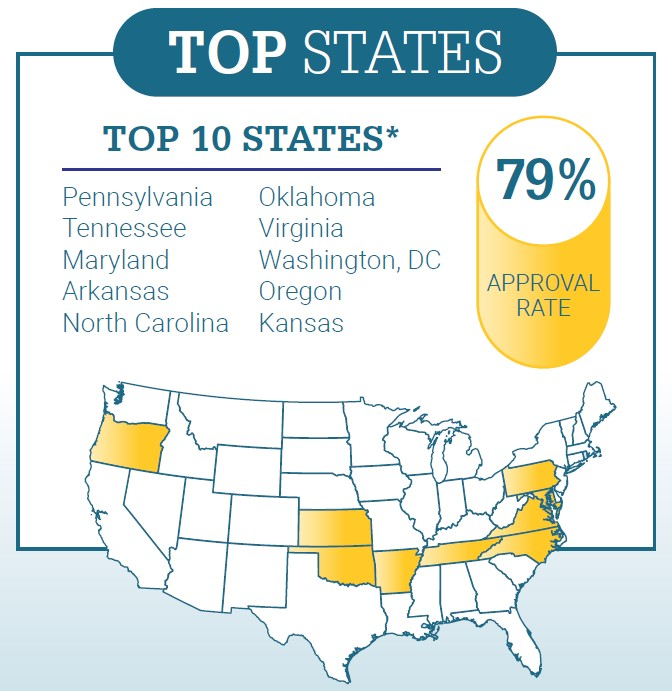 TOP STATES
TOP 10 STATES*
Pennsylvania
Tennessee
Maryland
Arkansas
North Carolina
Oklahoma
Virginia
Washington, DC
Oregon
Kansas
79%
APPROVAL
RATE